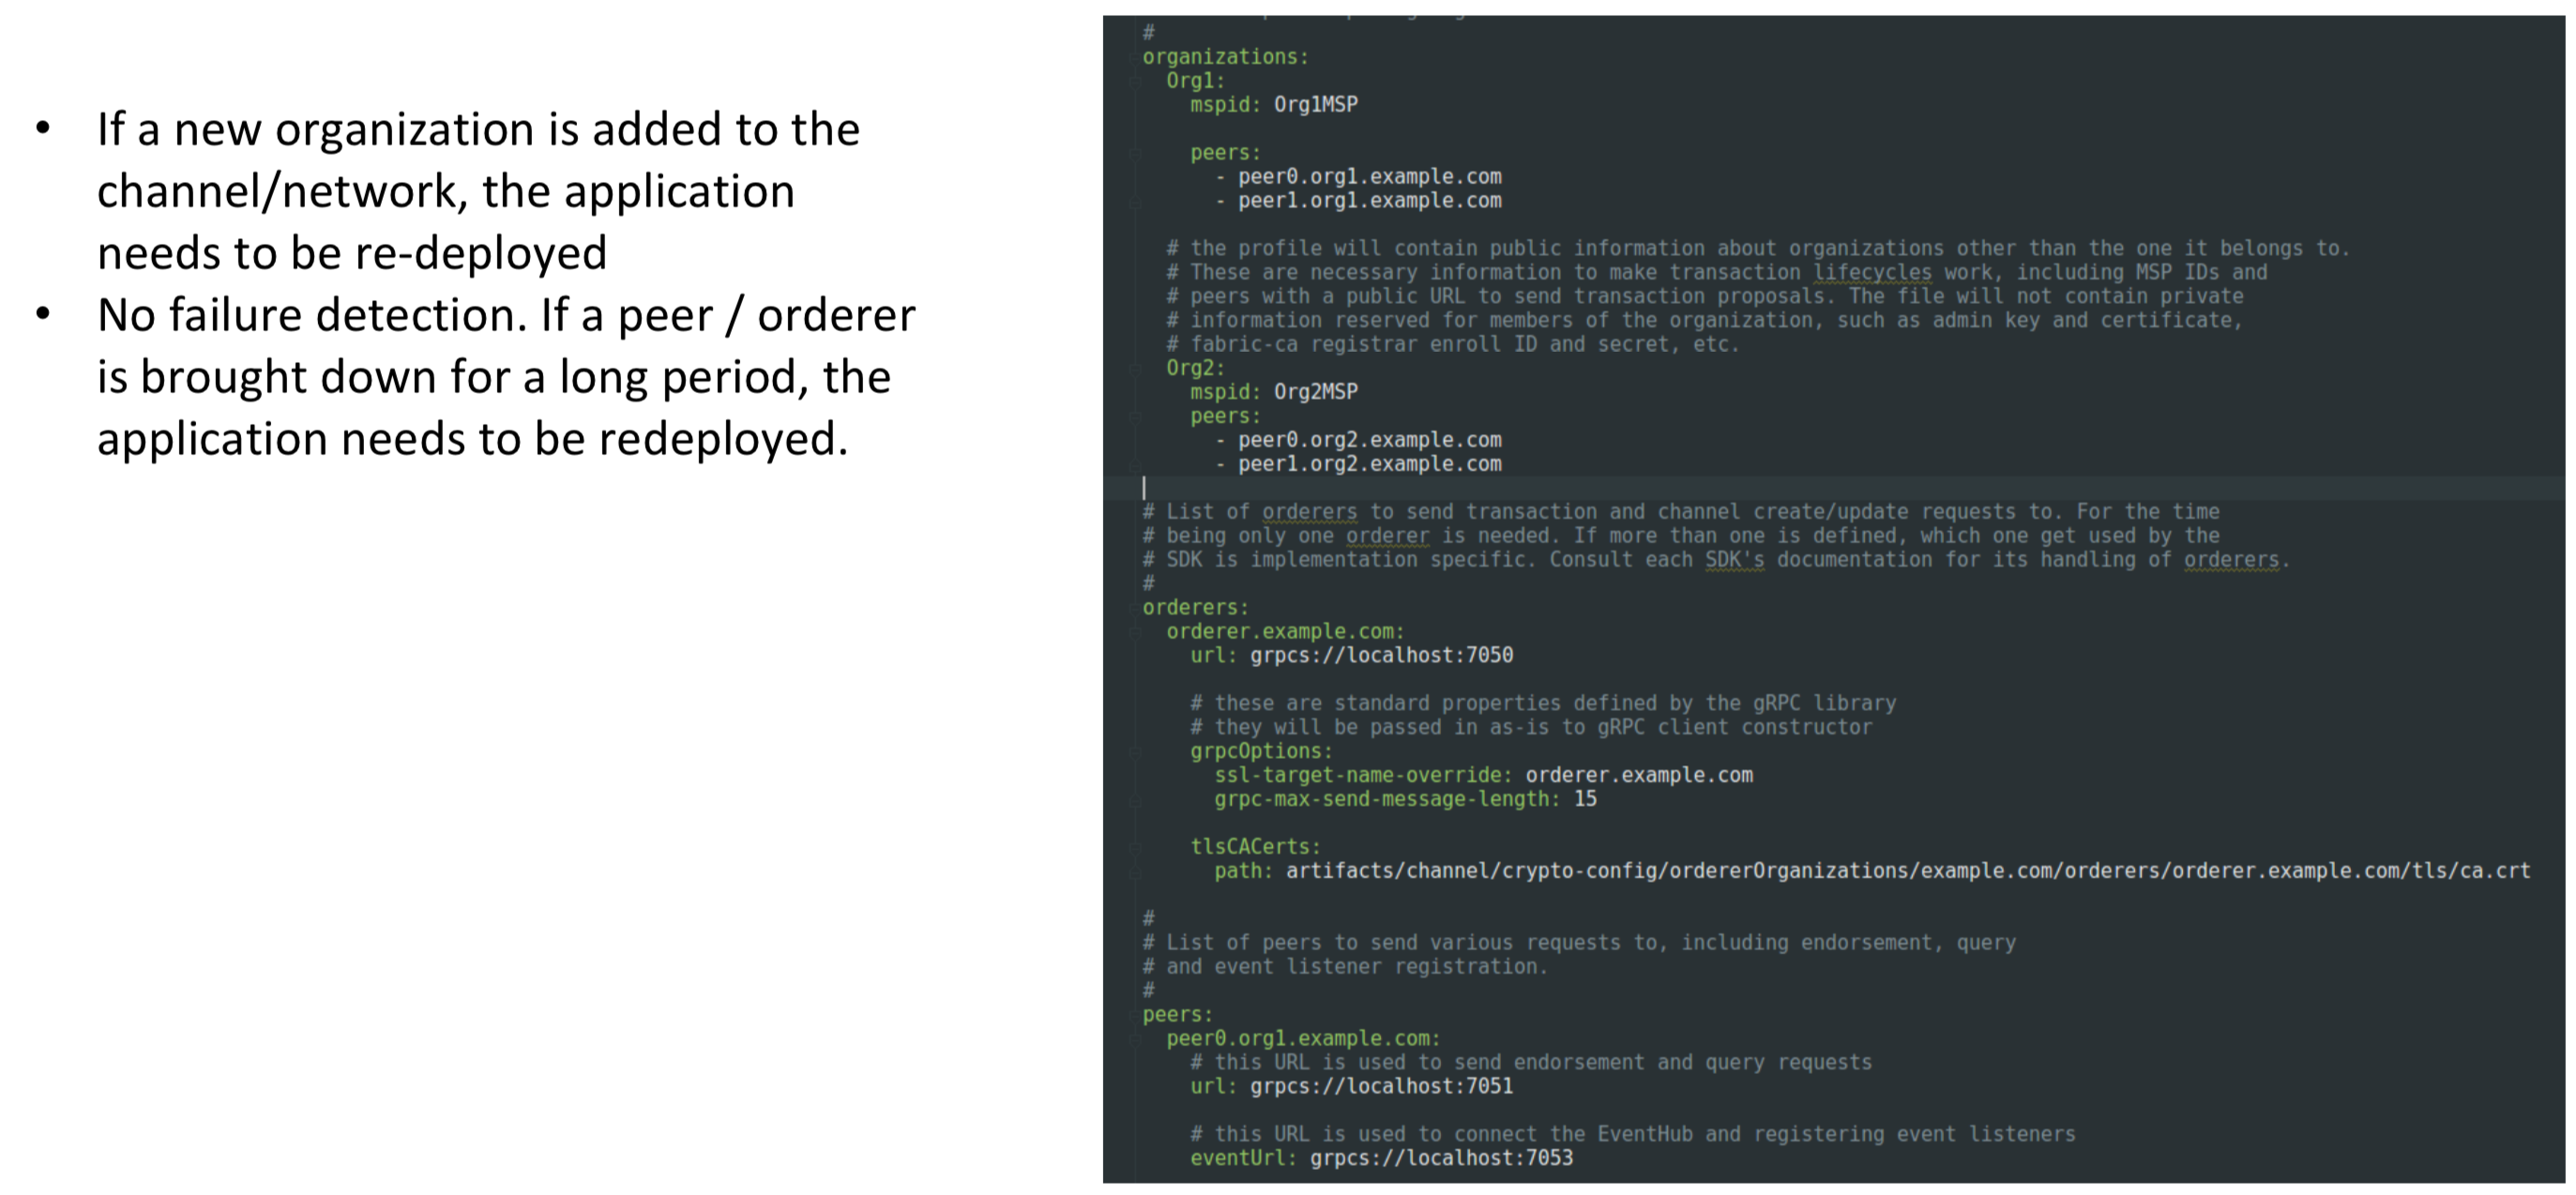 • If a new organization is added to the
channel/network, the application
needs to be re-deployed
• No failure detection. If a peer / orderer
is brought down for a long period, the
application needs to be redeployed.
#
organizations:
  Org1:
    mspid: Org1MSP

    peers:
      - peer0.org1.example.com
      - peer1.org1.example.com

  # the profile will contain public information about organizations other than the one it belongs to.
  # These are necessary information to make transaction lifecycles work, including MSP IDs and
  # peers with a public URL to send transaction proposals. The file will not contain private
  # information reserved for members of the organization, such as admin key and certificate,
  # fabric-ca registrar enroll ID and secret, etc.
  Org2:
    mspid: Org2MSP
    peers:
      - peer0.org2.example.com
      - peer1.org2.example.com

# List of orderers to send transaction and channel create/update requests to. For the time
# being only one orderer is needed. If more than one is defined, which one get used by the
# SDK is implementation specific. Consult each SDK's documentation for its handling of orderers.
#
orderers:
  orderer.example.com:
    url: grpcs://localhost:7050

    # these are standard properties defined by the gRPC library
    # they will be passed in as-is to gRPC client constructor
    grpcOptions:
      ssl-target-name-override: orderer.example.com
      grpc-max-send-message-length: 15

    tlsCACerts:
      path: artifacts/channel/crypto-config/ordererOrganizations/example.com/orderers/orderer.example.com/tls/ca.crt

#
# List of peers to send various requests to, including endorsement, query
# and event listener registration.
#
peers:
  peer0.org1.example.com:
    # this URL is used to send endorsement and query requests
    url: grpcs://localhost:7051

    # this URL is used to connect the EventHub and registering event listeners
    eventUrl: grpcs://localhost:7053